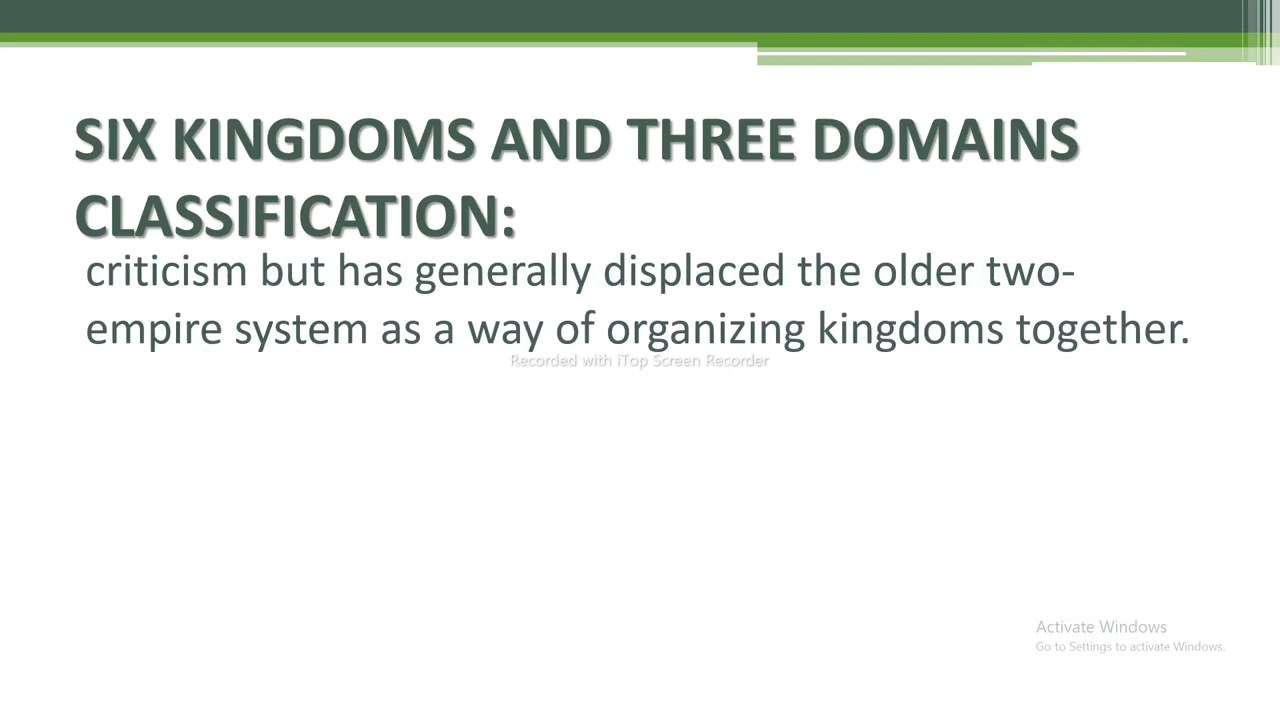 SIX KINGDOMS AND THREE DOMAINS
CLASSIFICATION:
criticism but has generally displaced the older two-
empire system as a way of organizing kingdoms together.
Recorded with iTop Screen Recorder
Activate Windows
Go to Settings to activate Windows.